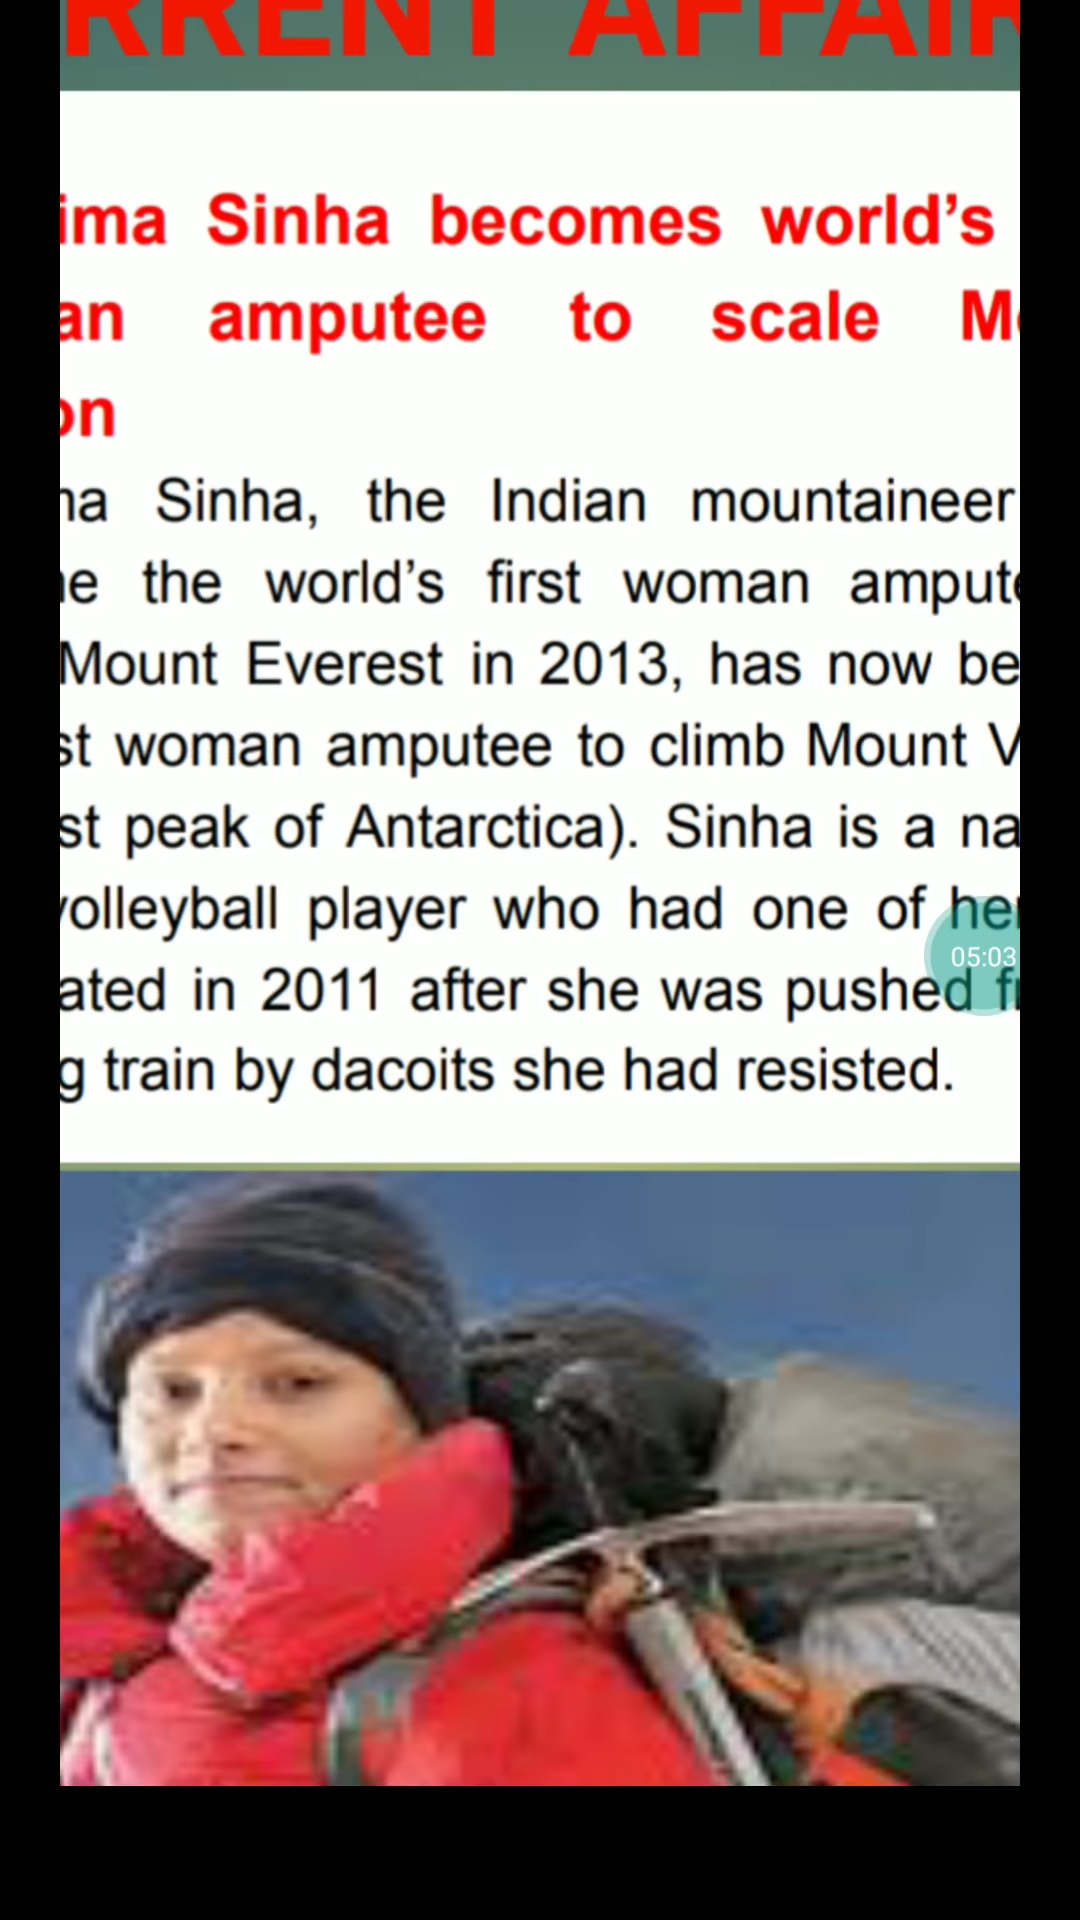 RRENT AFFAIR
ima Sinha becomes world’s
an amputee to scale M
on
na Sinha, the Indian mountaineer
ne the world’s first woman ampute
Mount Everest in 2013, has now be
st woman amputee to climb Mount V
st peak of Antarctica). Sinha is a na
volleyball player who had one of her
ated in 2011 after she was pushed f
g train by dacoits she had resisted.
05:03